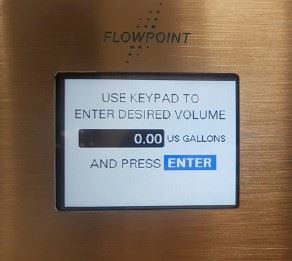 FLOWPOINT
USE KEYPAD TO
ENTER DESIRED VOLUME
0.00 US GALLONS
AND PRESS ENTER